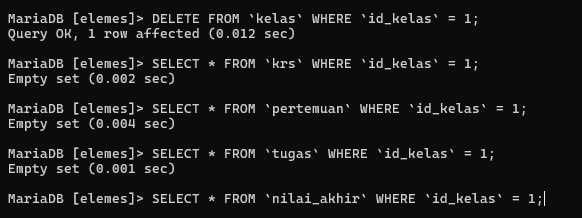 MariaDB [elemes]> DELETE FROM `kelas` WHERE `id_kelas` = 1;
Query OK, 1 row affected (0.012 sec)
MariaDB [elemes]> SELECT * FROM `krs` WHERE `id_kelas` = 1;
Empty set (0.002 sec)
MariaDB [elemes]> SELECT * FROM `pertemuan` WHERE `id_kelas` = 1;
Empty set (0.004 sec)
MariaDB [elemes]> SELECT * FROM `tugas` WHERE `id_kelas` = 1;
Empty set (0.001 sec)
MariaDB [elemes]> SELECT * FROM `nilai_akhir` WHERE `id_kelas` = 1;